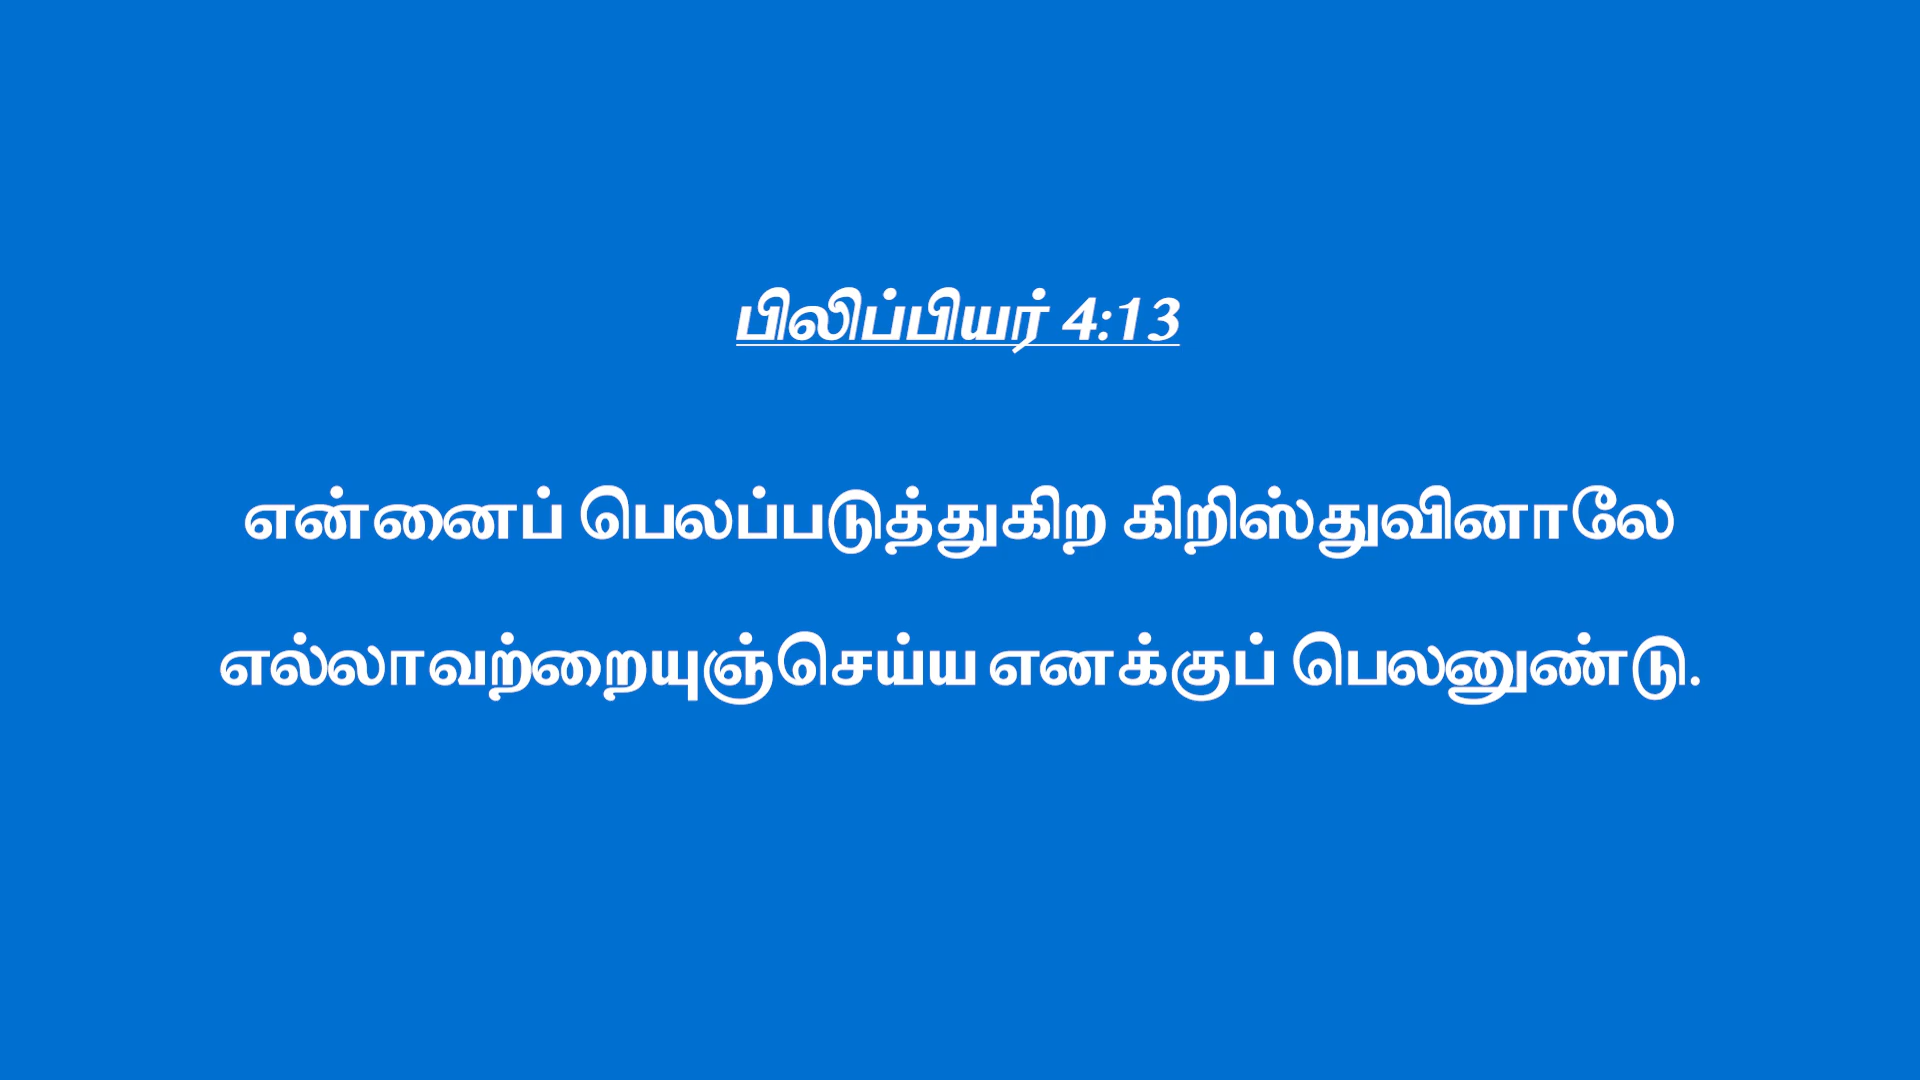 பிலிப்பியர் 4:13
என்னைப் பெலப்படுத்துகிற கிறிஸ்துவினாலே
எல்லாவற்றையுஞ்செய்ய எனக்குப் பெலனுண்டு.